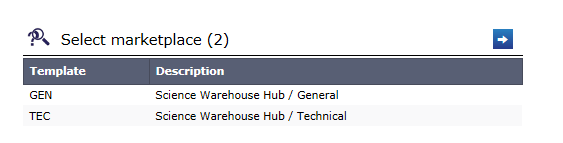 Select marketplace (2)
Template Description
GEN Science Warehouse Hub / General
TEC Science Warehouse Hub / Technical